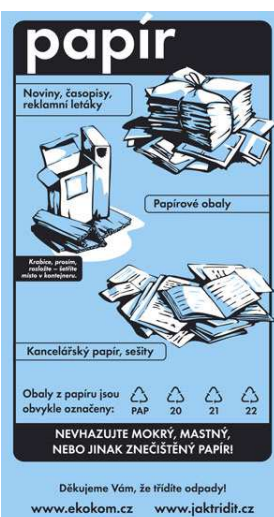 papír
Noviny, časopisy,
reklamní letáky
Papírové obaly
Krabice, prosím,
rozložte – šetříte
místo v kontejneru.
Kancelářský papír, sešity
Obaly z papíru jsou
obvykle označeny:
PAP 20 21 22
NEVHAZUJTE MOKRÝ, MASTNÝ,
NEBO JINAK ZNEČIŠTĚNÝ PAPÍR!
Děkujeme Vám, že třídíte odpady!
www.ekokom.cz www.jaktridit.cz